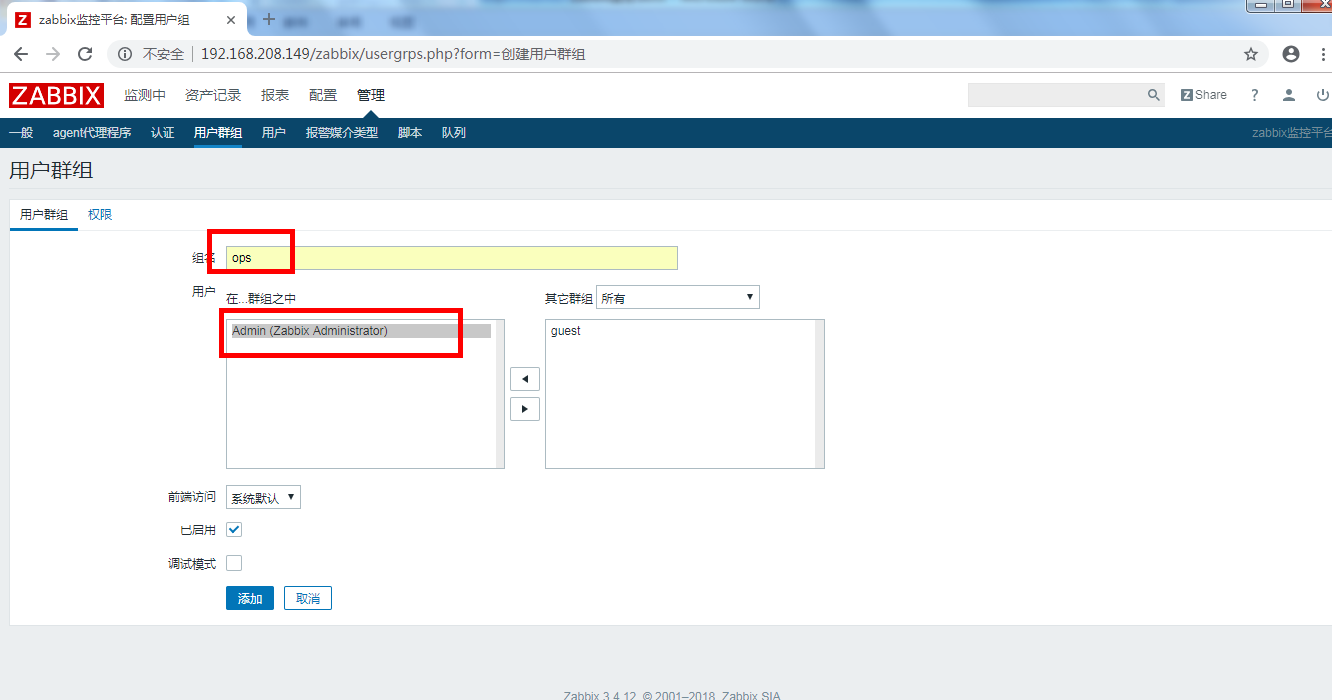 Z zabbix监控平台: 配置用户组
不安全 192.168.208.149/zabbix/usergrps.php?form=创建用户群组
ZABBIX 监测中 资产记录 报表 配置 管理 Z Share ?
一般 agent代理程序 认证 用户群组 用户 报警媒介类型 脚本 队列 zabbix监控平台
用户群组
用户群组 权限
组名 ops
用户 在...群组之中 其它群组 所有
Admin (Zabbix Administrator) guest
前端访问 系统默认
已启用
调试模式
添加 取消
Zabbix 3.4.12. © 2001–2018, Zabbix SIA